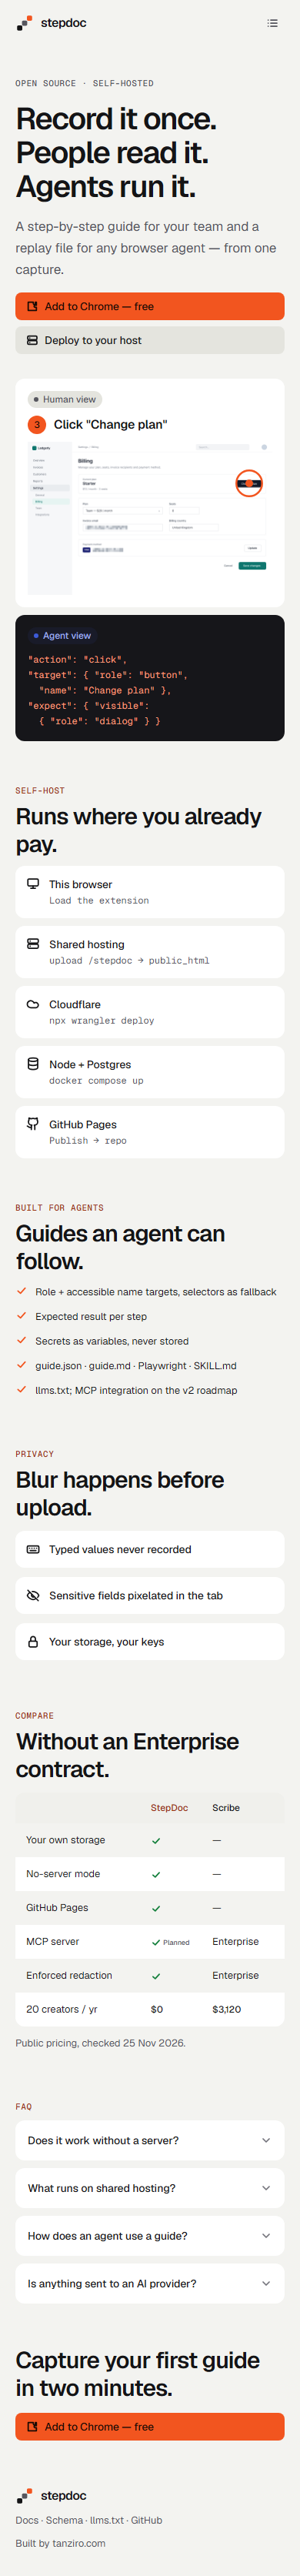 stepdoc
OPEN SOURCE · SELF-HOSTED
Record it once.
People read it.
Agents run it.
A step-by-step guide for your team and a
replay file for any browser agent — from one
capture.
Add to Chrome — free
Deploy to your host
Human view
3 Click "Change plan"
Billing
Starter
Agent view
"action": "click",
"target": { "role": "button",
"name": "Change plan" },
"expect": { "visible":
{ "role": "dialog" } }
SELF-HOST
Runs where you already
pay.
This browser
Load the extension
Shared hosting
upload /stepdoc → public_html
Cloudflare
npx wrangler deploy
Node + Postgres
docker compose up
GitHub Pages
Publish → repo
BUILT FOR AGENTS
Guides an agent can
follow.
Role + accessible name targets, selectors as fallback
Expected result per step
Secrets as variables, never stored
guide.json · guide.md · Playwright · SKILL.md
llms.txt; MCP integration on the v2 roadmap
PRIVACY
Blur happens before
upload.
Typed values never recorded
Sensitive fields pixelated in the tab
Your storage, your keys
COMPARE
Without an Enterprise
contract.
StepDoc Scribe
Your own storage ✓ —
No-server mode ✓ —
GitHub Pages ✓ —
MCP server ✓ Planned Enterprise
Enforced redaction ✓ Enterprise
20 creators / yr $0 $3,120
Public pricing, checked 25 Nov 2026.
FAQ
Does it work without a server?
What runs on shared hosting?
How does an agent use a guide?
Is anything sent to an AI provider?
Capture your first guide
in two minutes.
Add to Chrome — free
stepdoc
Docs · Schema · llms.txt · GitHub
Built by tanziro.com